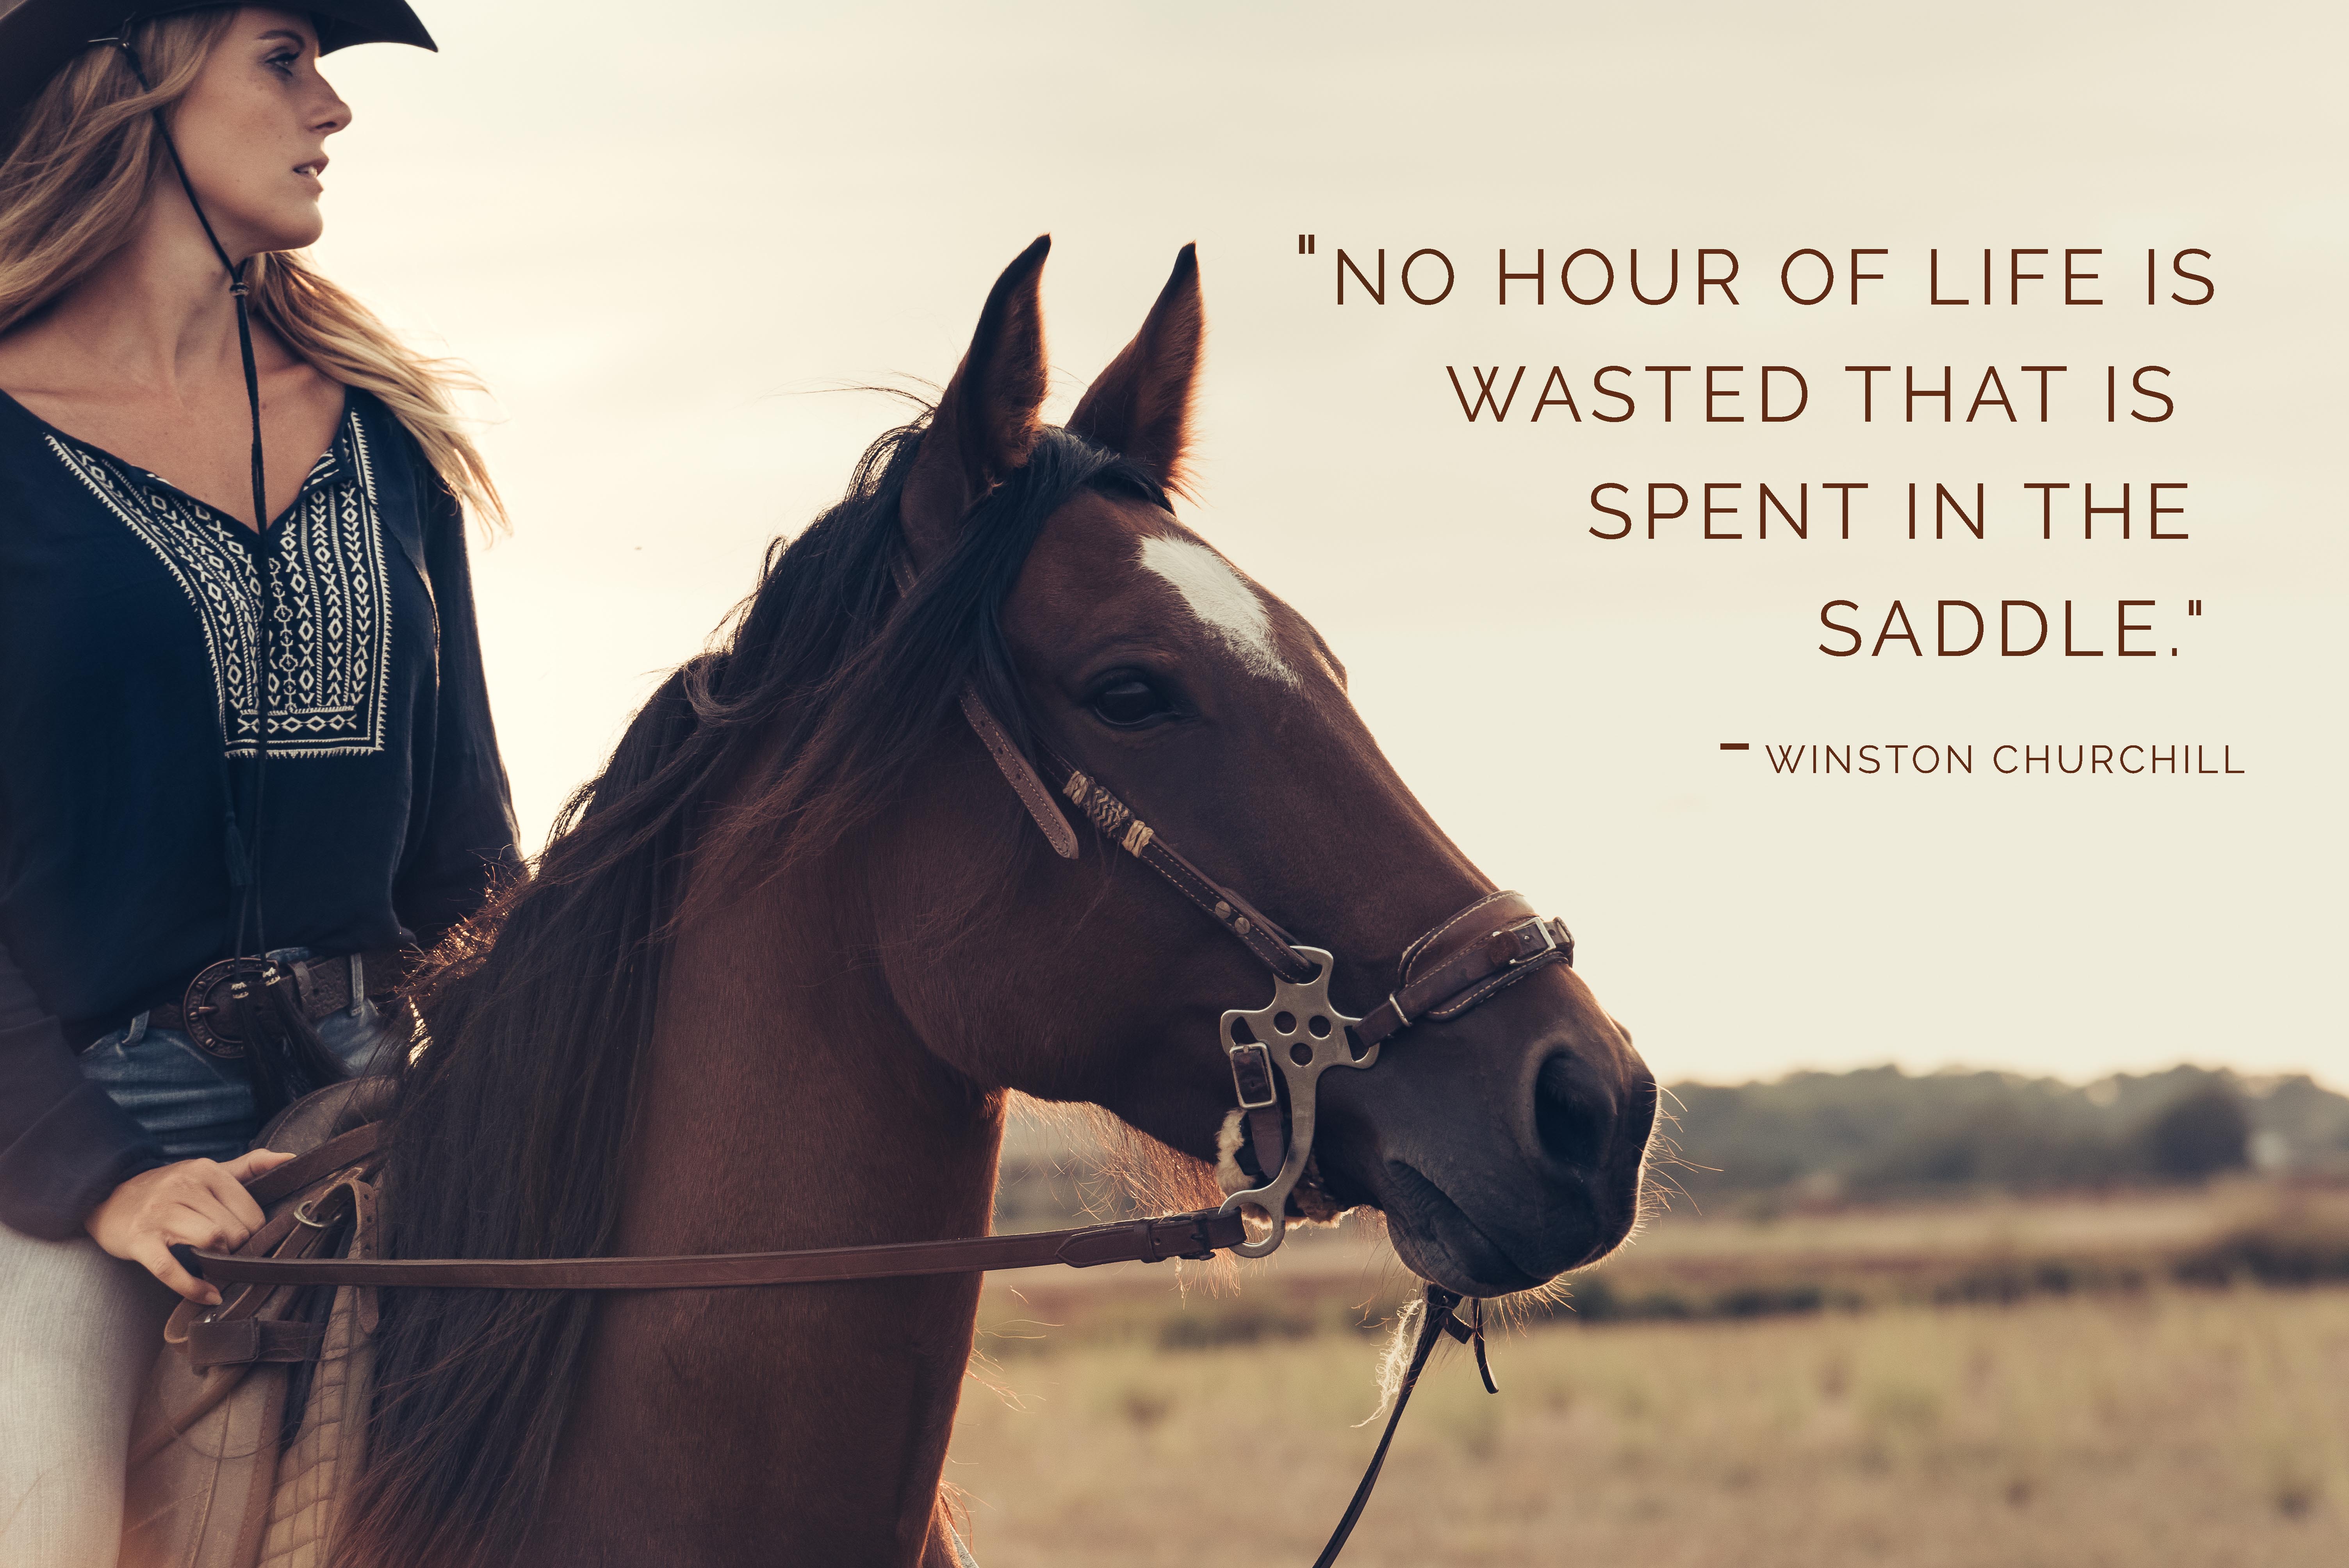 "NO HOUR OF LIFE IS
WASTED THAT IS
SPENT IN THE
SADDLE."
- WINSTON CHURCHILL